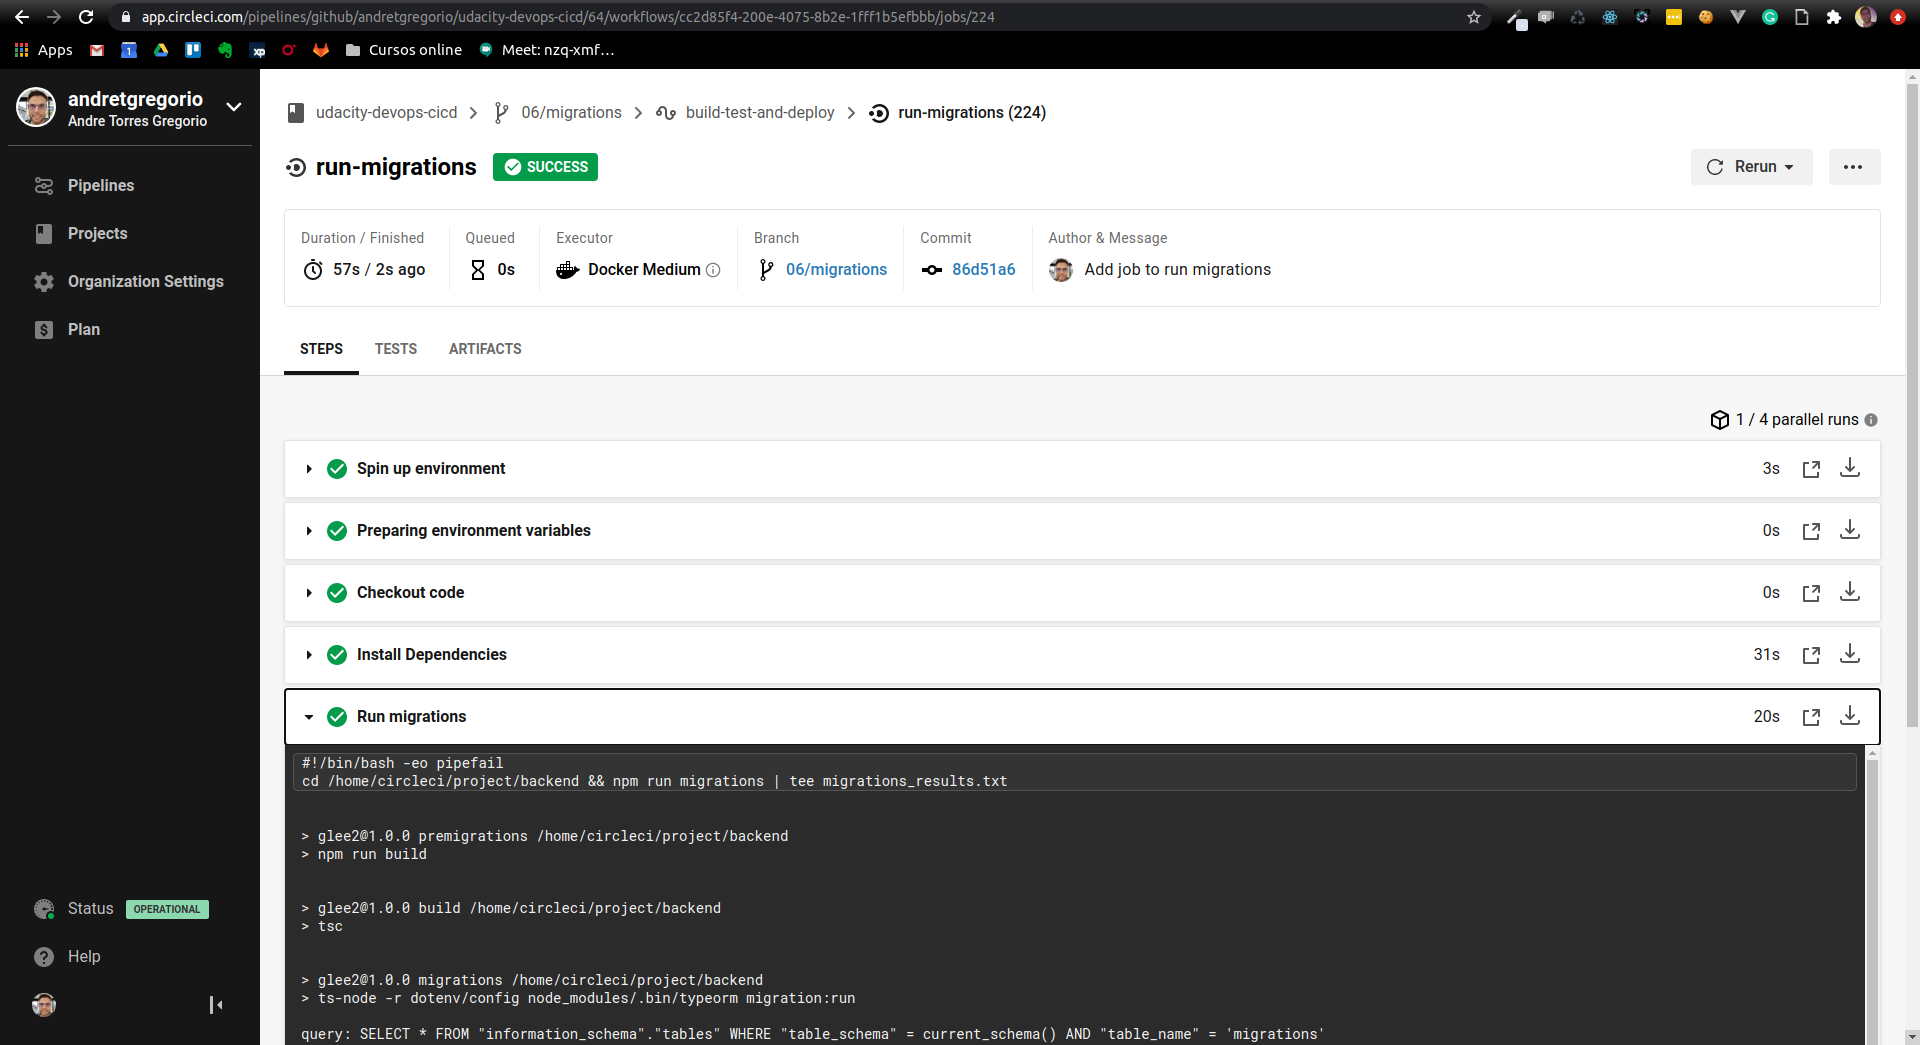 app.circleci.com/pipelines/github/andretgregorio/udacity-devops-cicd/64/workflows/cc2d85f4-200e-4075-8b2e-1fff1b5efbbb/jobs/224
Apps
Cursos online
Meet: nzq-xmf...
andretgregorio
Andre Torres Gregorio
Pipelines
Projects
Organization Settings
Plan
Status OPERATIONAL
Help
udacity-devops-cicd 06/migrations build-test-and-deploy run-migrations (224)
run-migrations SUCCESS
Rerun
Duration / Finished
57s / 2s ago
Queued
0s
Executor
Docker Medium
Branch
06/migrations
Commit
86d51a6
Author & Message
Add job to run migrations
STEPS TESTS ARTIFACTS
1 / 4 parallel runs
Spin up environment 3s
Preparing environment variables 0s
Checkout code 0s
Install Dependencies 31s
Run migrations 20s
#!/bin/bash -eo pipefail
cd /home/circleci/project/backend && npm run migrations | tee migrations_results.txt
> glee2@1.0.0 premigrations /home/circleci/project/backend
> npm run build
> glee2@1.0.0 build /home/circleci/project/backend
> tsc
> glee2@1.0.0 migrations /home/circleci/project/backend
> ts-node -r dotenv/config node_modules/.bin/typeorm migration:run
query: SELECT * FROM "information_schema"."tables" WHERE "table_schema" = current_schema() AND "table_name" = 'migrations'